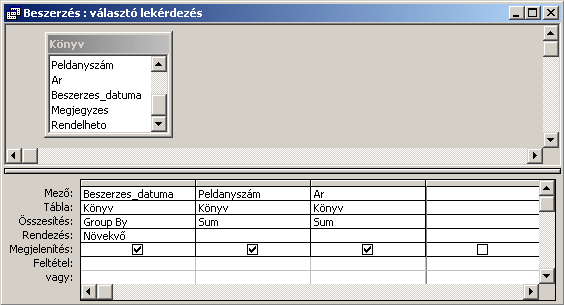 Beszerzés : választó lekérdezés
Könyv
Peldanyszám
Ar
Beszerzes_datuma
Megjegyzes
Rendelheto
Mező: Beszerzes_datuma Peldanyszám Ar
Tábla: Könyv Könyv Könyv
Összesítés: Group By Sum Sum
Rendezés: Növekvő
Megjelenítés:
Feltétel:
vagy: